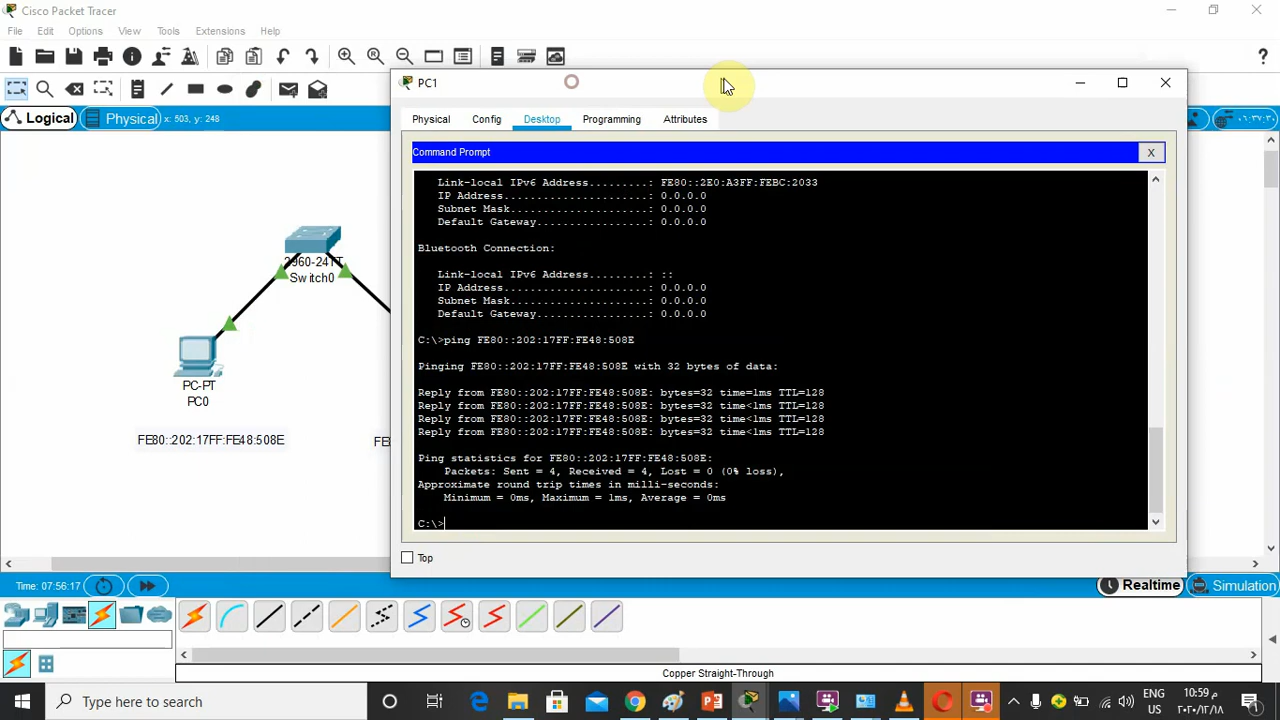 Cisco Packet Tracer
File Edit Options View Tools Extensions Help
?
Logical
Physical x: 503, y: 248
٠٦:٣٧:٣٠
PC1
Physical Config Desktop Programming Attributes
Command Prompt
X
Link-local IPv6 Address.........: FE80::2E0:A3FF:FEBC:2033
IP Address......................: 0.0.0.0
Subnet Mask.....................: 0.0.0.0
Default Gateway.................: 0.0.0.0
Bluetooth Connection:
Link-local IPv6 Address.........: ::
IP Address......................: 0.0.0.0
Subnet Mask.....................: 0.0.0.0
Default Gateway.................: 0.0.0.0
C:\>ping FE80::202:17FF:FE48:508E
Pinging FE80::202:17FF:FE48:508E with 32 bytes of data:
Reply from FE80::202:17FF:FE48:508E: bytes=32 time=1ms TTL=128
Reply from FE80::202:17FF:FE48:508E: bytes=32 time<1ms TTL=128
Reply from FE80::202:17FF:FE48:508E: bytes=32 time<1ms TTL=128
Reply from FE80::202:17FF:FE48:508E: bytes=32 time<1ms TTL=128
Ping statistics for FE80::202:17FF:FE48:508E:
Packets: Sent = 4, Received = 4, Lost = 0 (0% loss),
Approximate round trip times in milli-seconds:
Minimum = 0ms, Maximum = 1ms, Average = 0ms
C:\>
Top
2960-24TT
Switch0
PC-PT
PC0
FE80::202:17FF:FE48:508E
FE8
Time: 07:56:17
Realtime
Simulation
Copper Straight-Through
Type here to search
ENG
US
10:59 م
٢٠٢٠/١٢/١٨